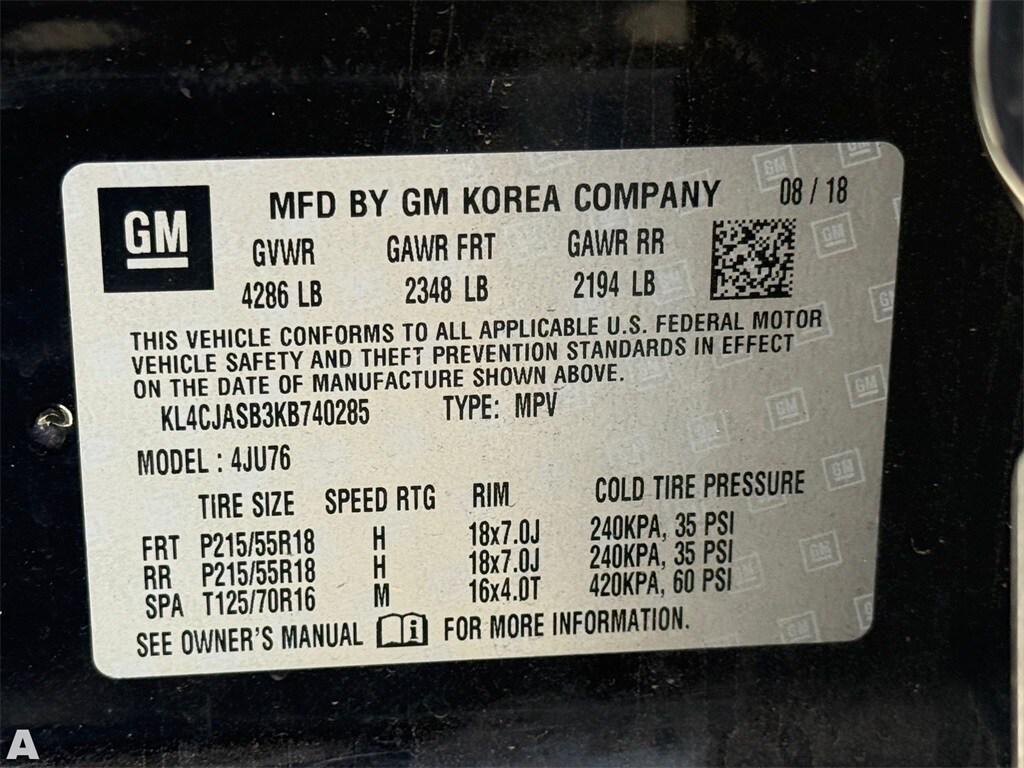 GM
MFD BY GM KOREA COMPANY 08 / 18
GVWR GAWR FRT GAWR RR
4286 LB 2348 LB 2194 LB
THIS VEHICLE CONFORMS TO ALL APPLICABLE U.S. FEDERAL MOTOR
VEHICLE SAFETY AND THEFT PREVENTION STANDARDS IN EFFECT
ON THE DATE OF MANUFACTURE SHOWN ABOVE.
KL4CJASB3KB740285 TYPE: MPV
MODEL : 4JU76
TIRE SIZE SPEED RTG RIM COLD TIRE PRESSURE
FRT P215/55R18 H 18x7.0J 240KPA, 35 PSI
RR P215/55R18 H 18x7.0J 240KPA, 35 PSI
SPA T125/70R16 M 16x4.0T 420KPA, 60 PSI
SEE OWNER'S MANUAL FOR MORE INFORMATION.
A